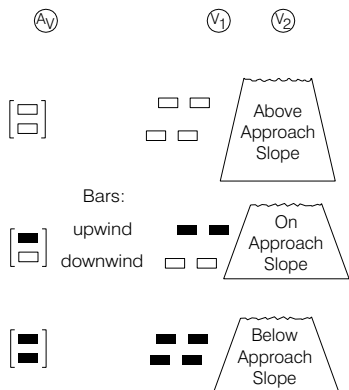 AV V1 V2
Above
Approach
Slope
Bars:
upwind
downwind
On
Approach
Slope
Below
Approach
Slope